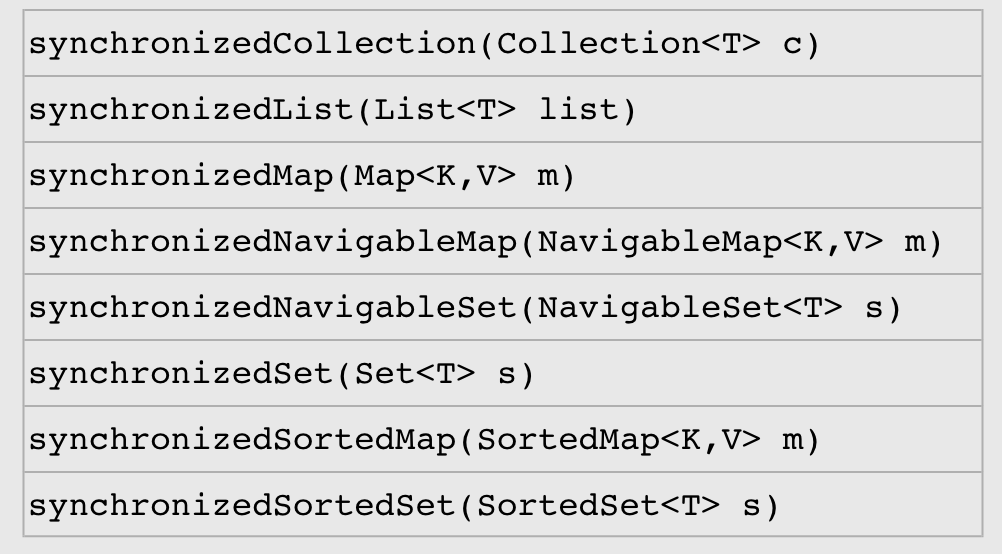 synchronizedCollection(Collection<T> c)
synchronizedList(List<T> list)
synchronizedMap(Map<K,V> m)
synchronizedNavigableMap(NavigableMap<K,V> m)
synchronizedNavigableSet(NavigableSet<T> s)
synchronizedSet(Set<T> s)
synchronizedSortedMap(SortedMap<K,V> m)
synchronizedSortedSet(SortedSet<T> s)